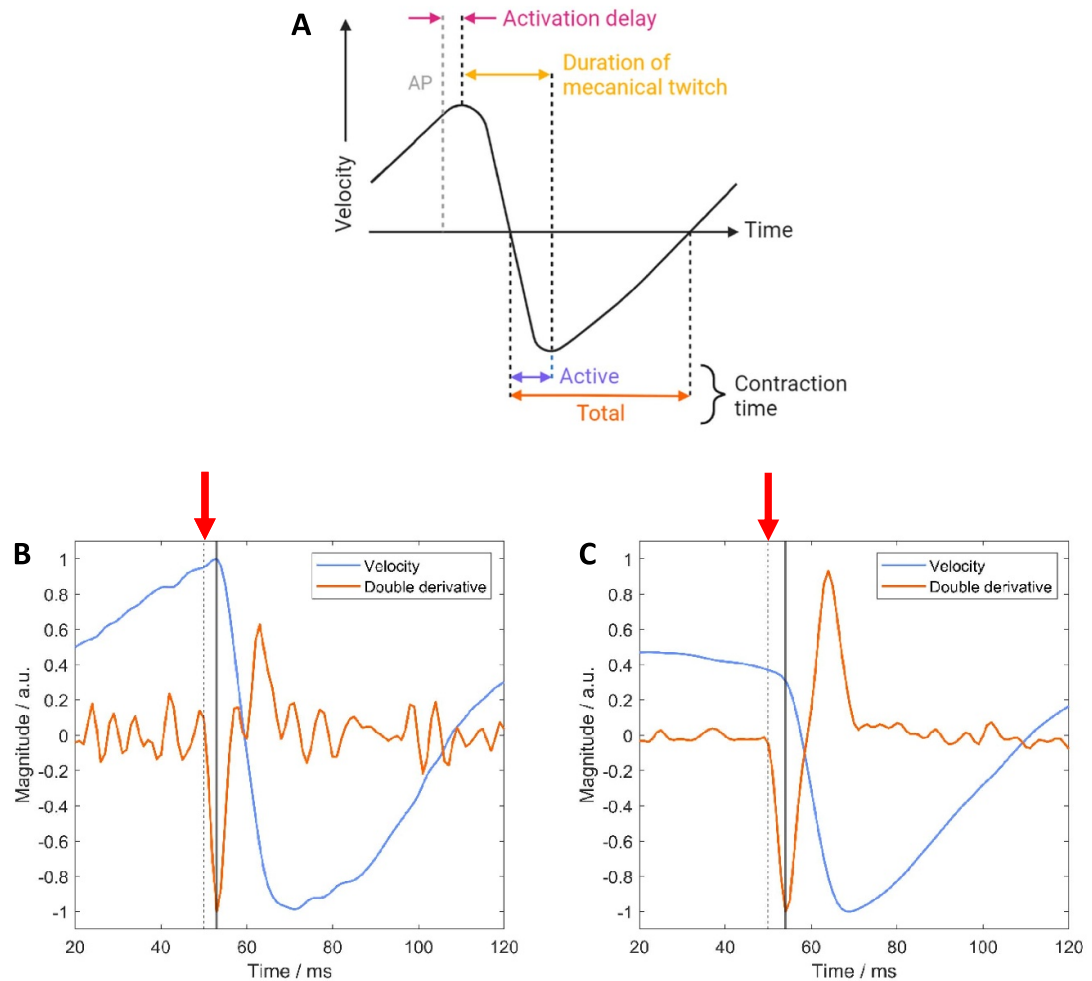 A
Activation delay
AP
Duration of
mecanical twitch
Velocity
Time
Active
Total
Contraction
time
B
Velocity
Double derivative
Magnitude / a.u.
1
0.8
0.6
0.4
0.2
0
-0.2
-0.4
-0.6
-0.8
-1
20 40 60 80 100 120
Time / ms
C
Velocity
Double derivative
Magnitude / a.u.
1
0.8
0.6
0.4
0.2
0
-0.2
-0.4
-0.6
-0.8
-1
20 40 60 80 100 120
Time / ms